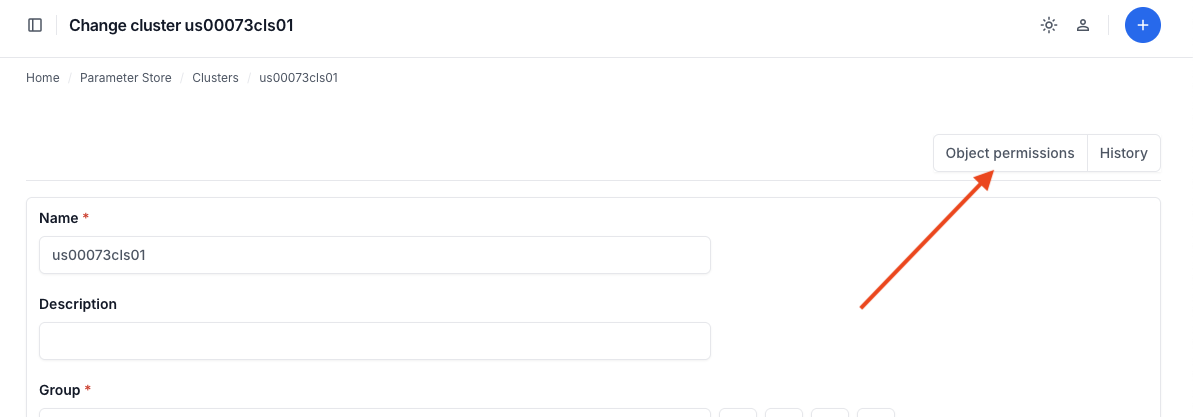 Change cluster us00073cls01
Home / Parameter Store / Clusters / us00073cls01
Object permissions History
Name *
us00073cls01
Description
Group *